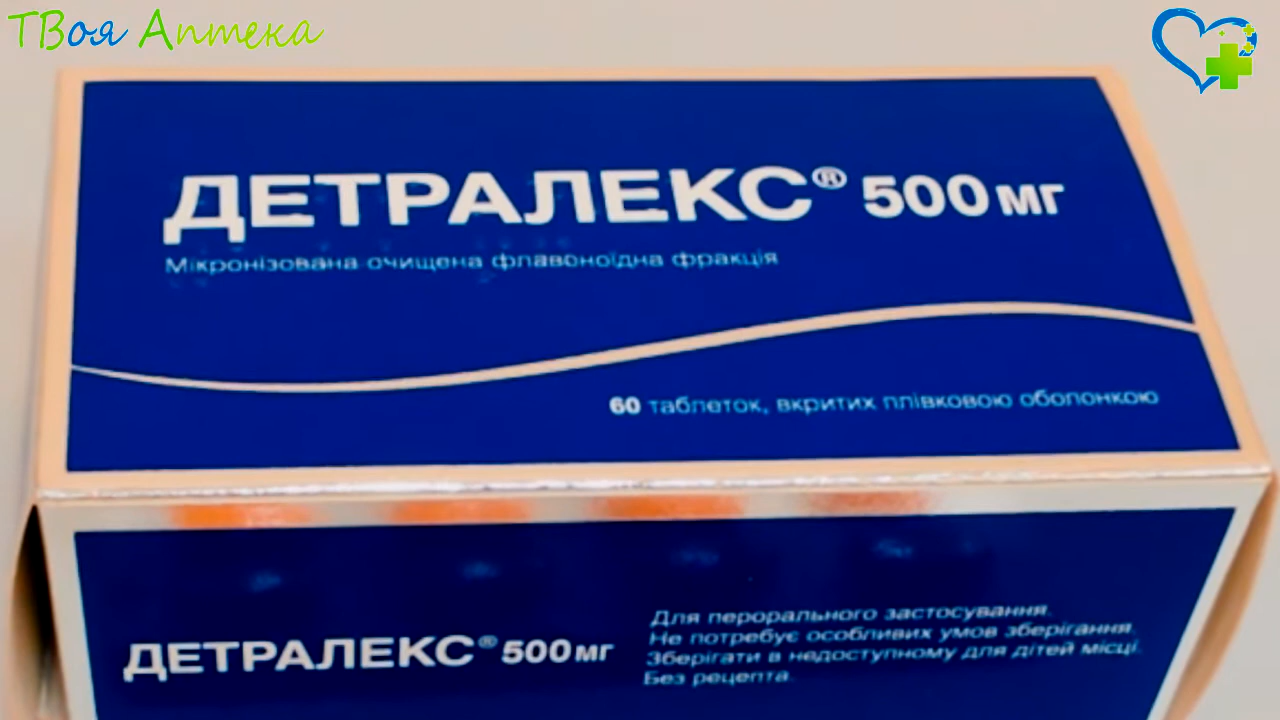 ТВоя Аптека
ДЕТРАЛЕКС® 500 мг
Мікронізована очищена флавоноїдна фракція
60 таблеток, вкритих плівковою оболонкою
ДЕТРАЛЕКС® 500 мг
Для перорального застосування.
Не потребує особливих умов зберігання.
Зберігати в недоступному для дітей місці.
Без рецепта.